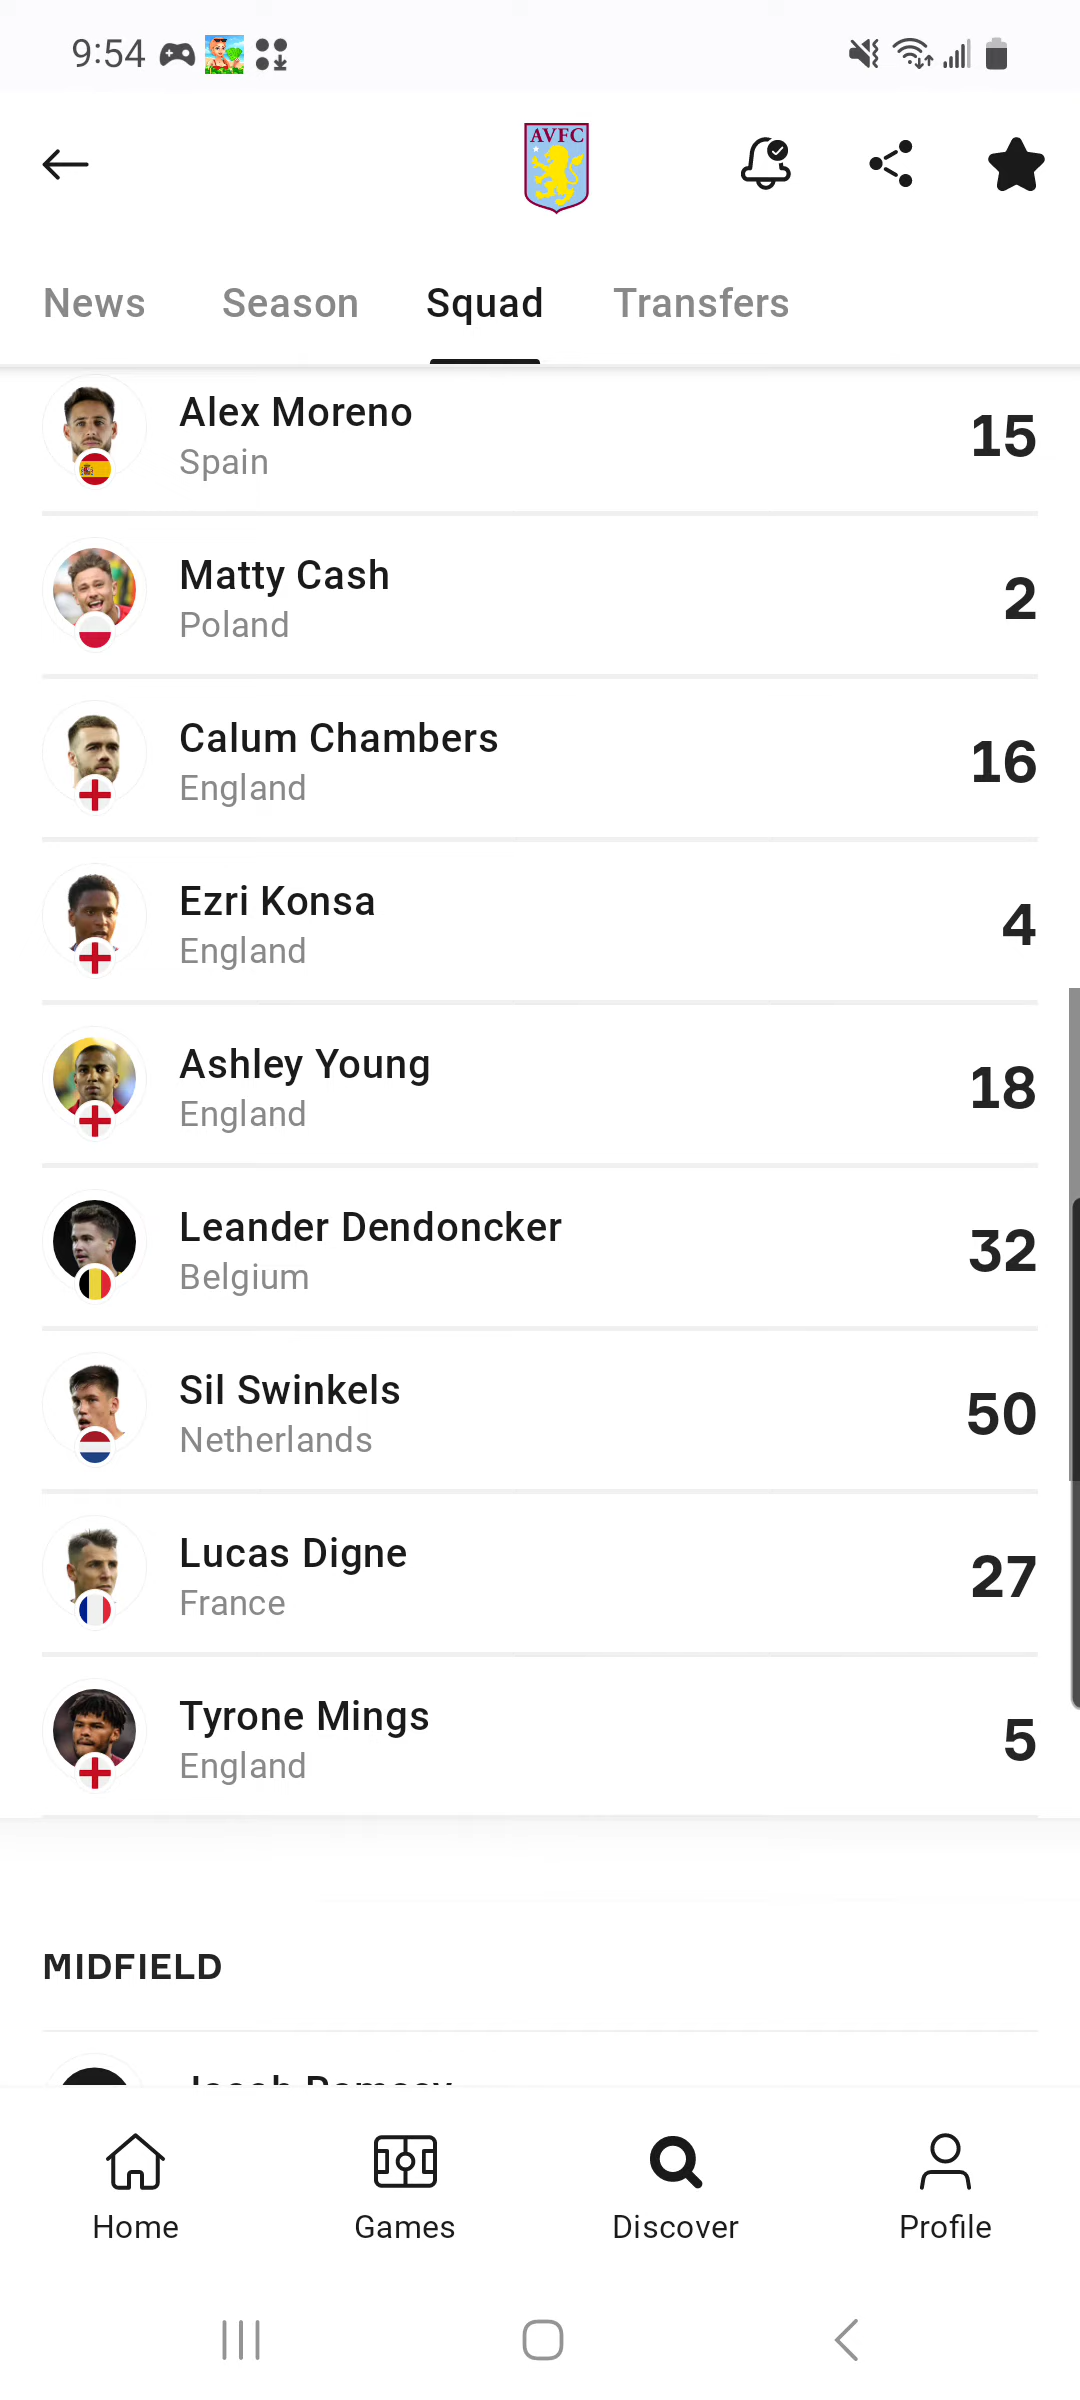 9:54
AVFC
News Season Squad Transfers
Alex Moreno
Spain
15
Matty Cash
Poland
2
Calum Chambers
England
16
Ezri Konsa
England
4
Ashley Young
England
18
Leander Dendoncker
Belgium
32
Sil Swinkels
Netherlands
50
Lucas Digne
France
27
Tyrone Mings
England
5
MIDFIELD
Jacob Ramsey
Home Games Discover Profile